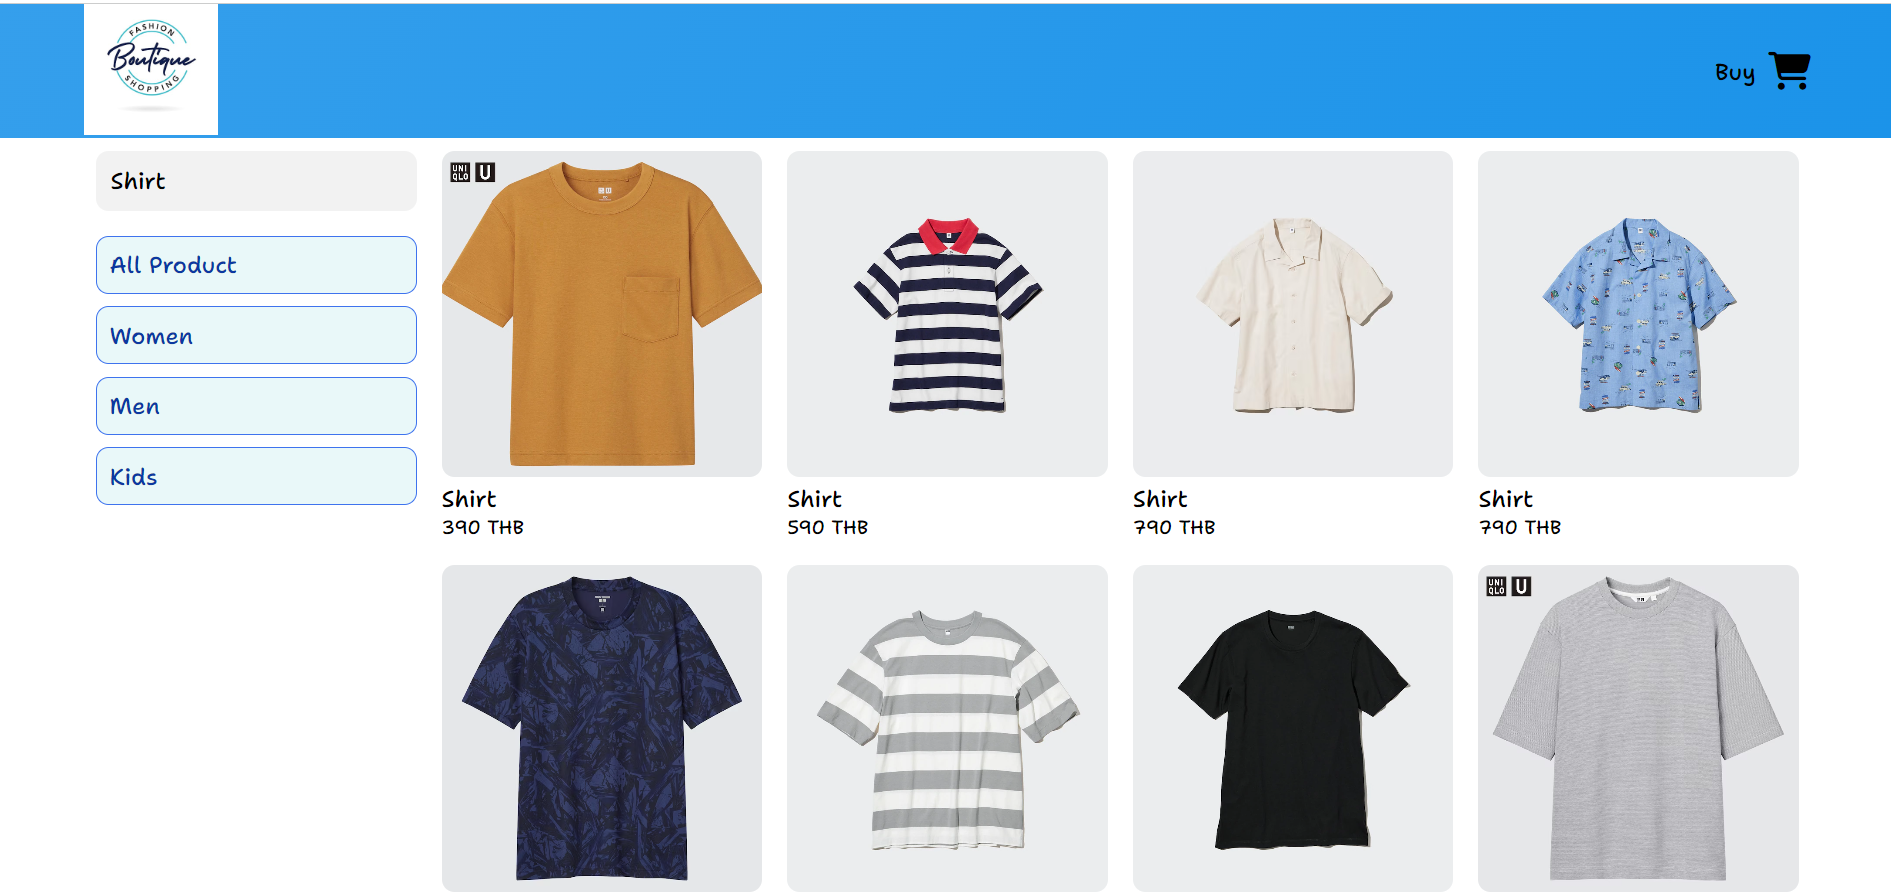 FASHION
Boutique
SHOPPING
Buy
Shirt
All Product
Women
Men
Kids
UNI
QLO
U
Shirt
390 THB
Shirt
590 THB
Shirt
790 THB
Shirt
790 THB
UNI
QLO
U